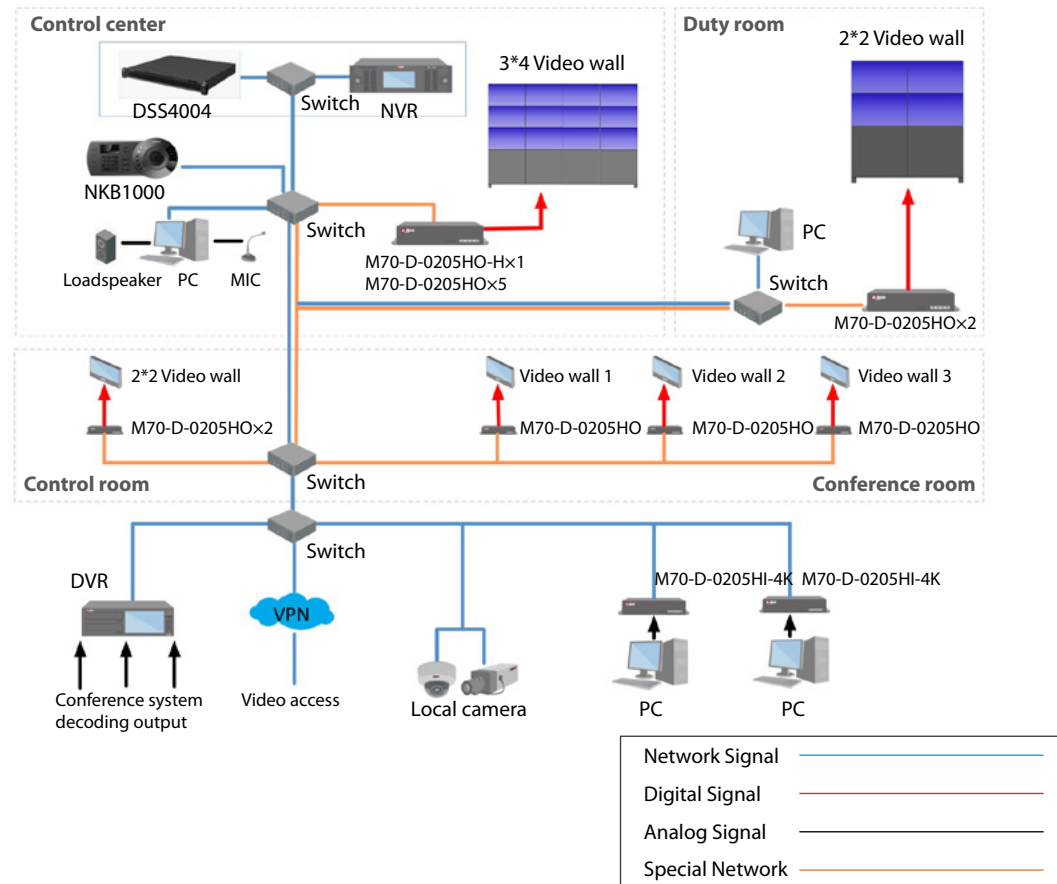 Control center
Duty room
2*2 Video wall
3*4 Video wall
Switch
DSS4004
NVR
NKB1000
Switch
PC
Loadspeaker
PC
MIC
M70-D-0205HO-H×1
M70-D-0205HO×5
Switch
M70-D-0205HO×2
2*2 Video wall
Video wall 1
Video wall 2
Video wall 3
M70-D-0205HO×2
M70-D-0205HO
M70-D-0205HO
M70-D-0205HO
Control room
Switch
Conference room
Switch
DVR
M70-D-0205HI-4K
M70-D-0205HI-4K
VPN
Conference system
decoding output
Video access
Local camera
PC
PC
Network Signal
Digital Signal
Analog Signal
Special Network